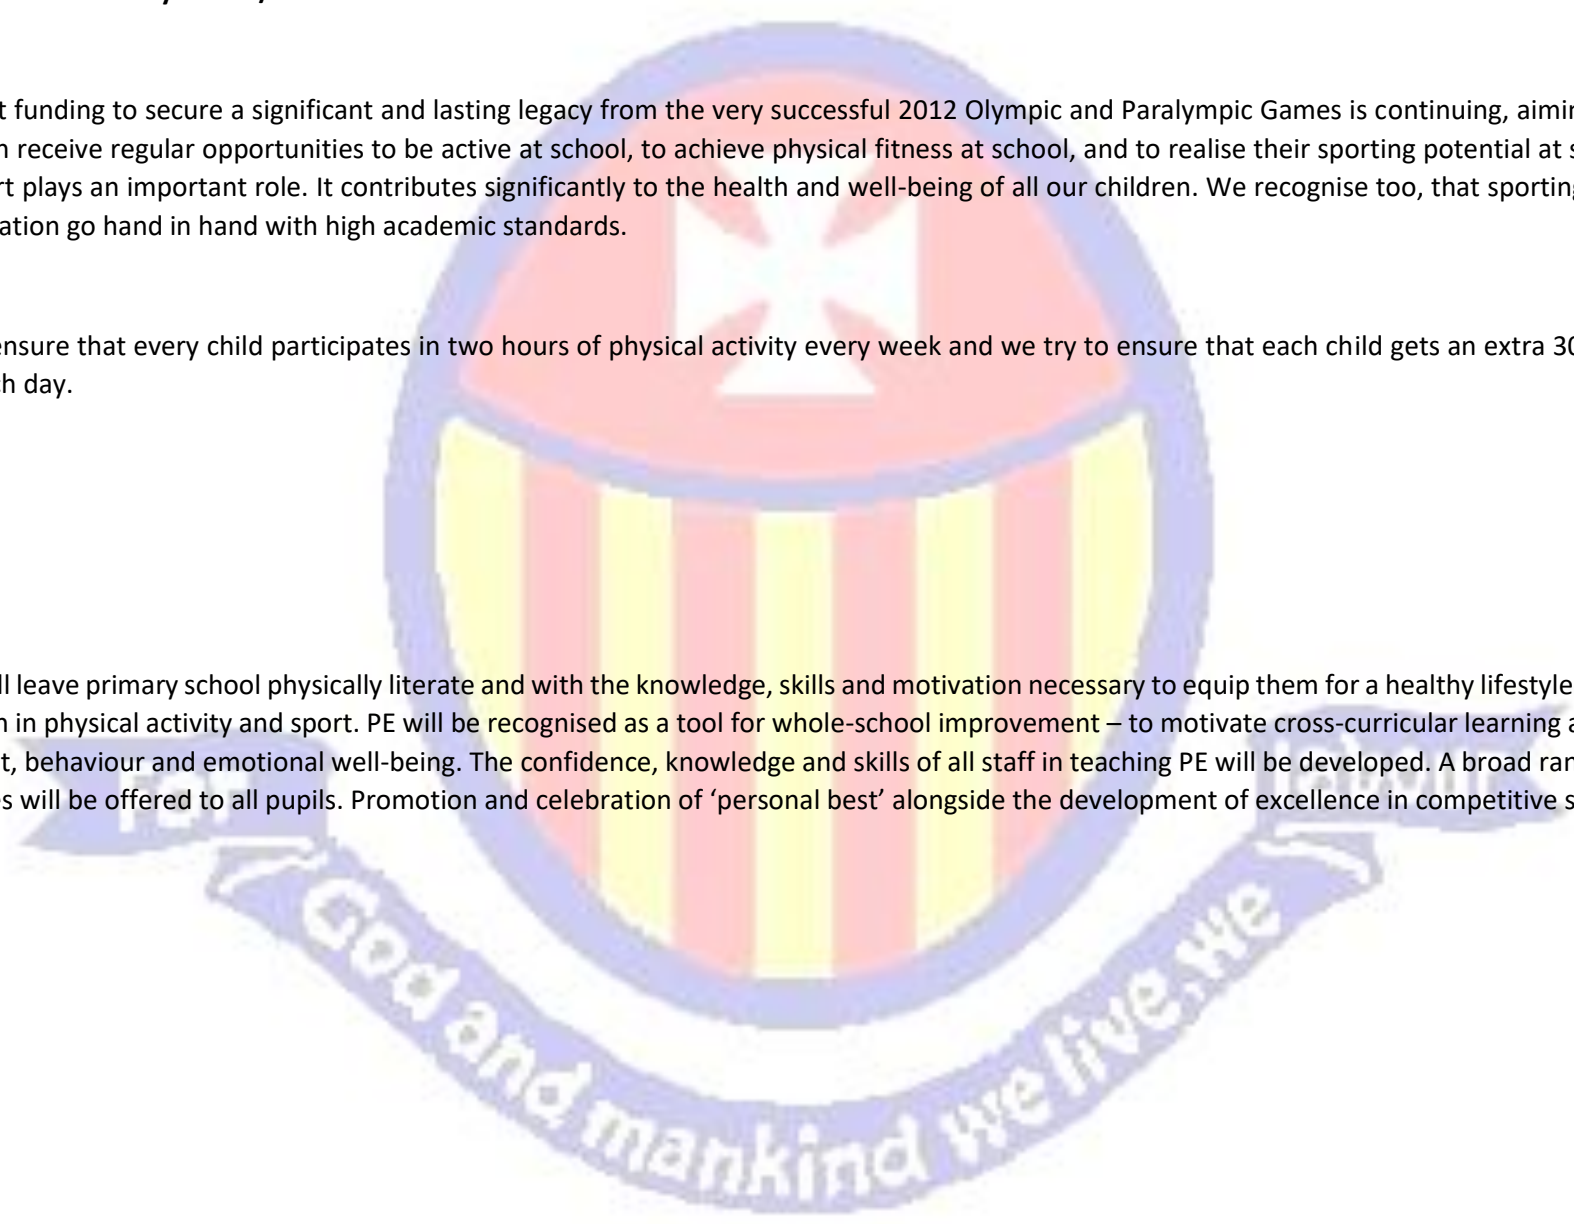 t funding to secure a significant and lasting legacy from the very successful 2012 Olympic and Paralympic Games is continuing, aimin
n receive regular opportunities to be active at school, to achieve physical fitness at school, and to realise their sporting potential at s
rt plays an important role. It contributes significantly to the health and well-being of all our children. We recognise too, that sporting
ation go hand in hand with high academic standards.
ensure that every child participates in two hours of physical activity every week and we try to ensure that each child gets an extra 30
ch day.
ll leave primary school physically literate and with the knowledge, skills and motivation necessary to equip them for a healthy lifestyle
n in physical activity and sport. PE will be recognised as a tool for whole-school improvement – to motivate cross-curricular learning a
t, behaviour and emotional well-being. The confidence, knowledge and skills of all staff in teaching PE will be developed. A broad ran
es will be offered to all pupils. Promotion and celebration of ‘personal best’ alongside the development of excellence in competitive s
For God and mankind we live, we